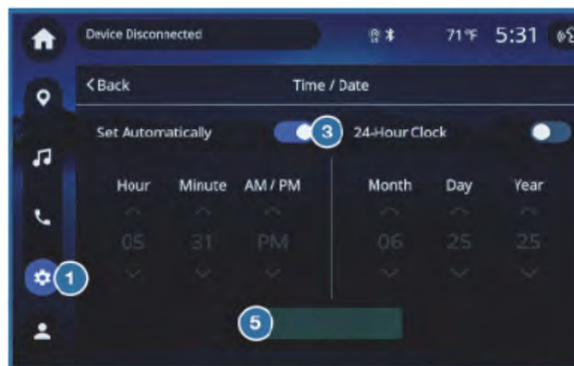 Device Disconnected 71°F 5:31
<Back Time / Date
Set Automatically 3 24-Hour Clock
Hour Minute AM / PM Month Day Year
05 31 PM 06 25 25
1
5